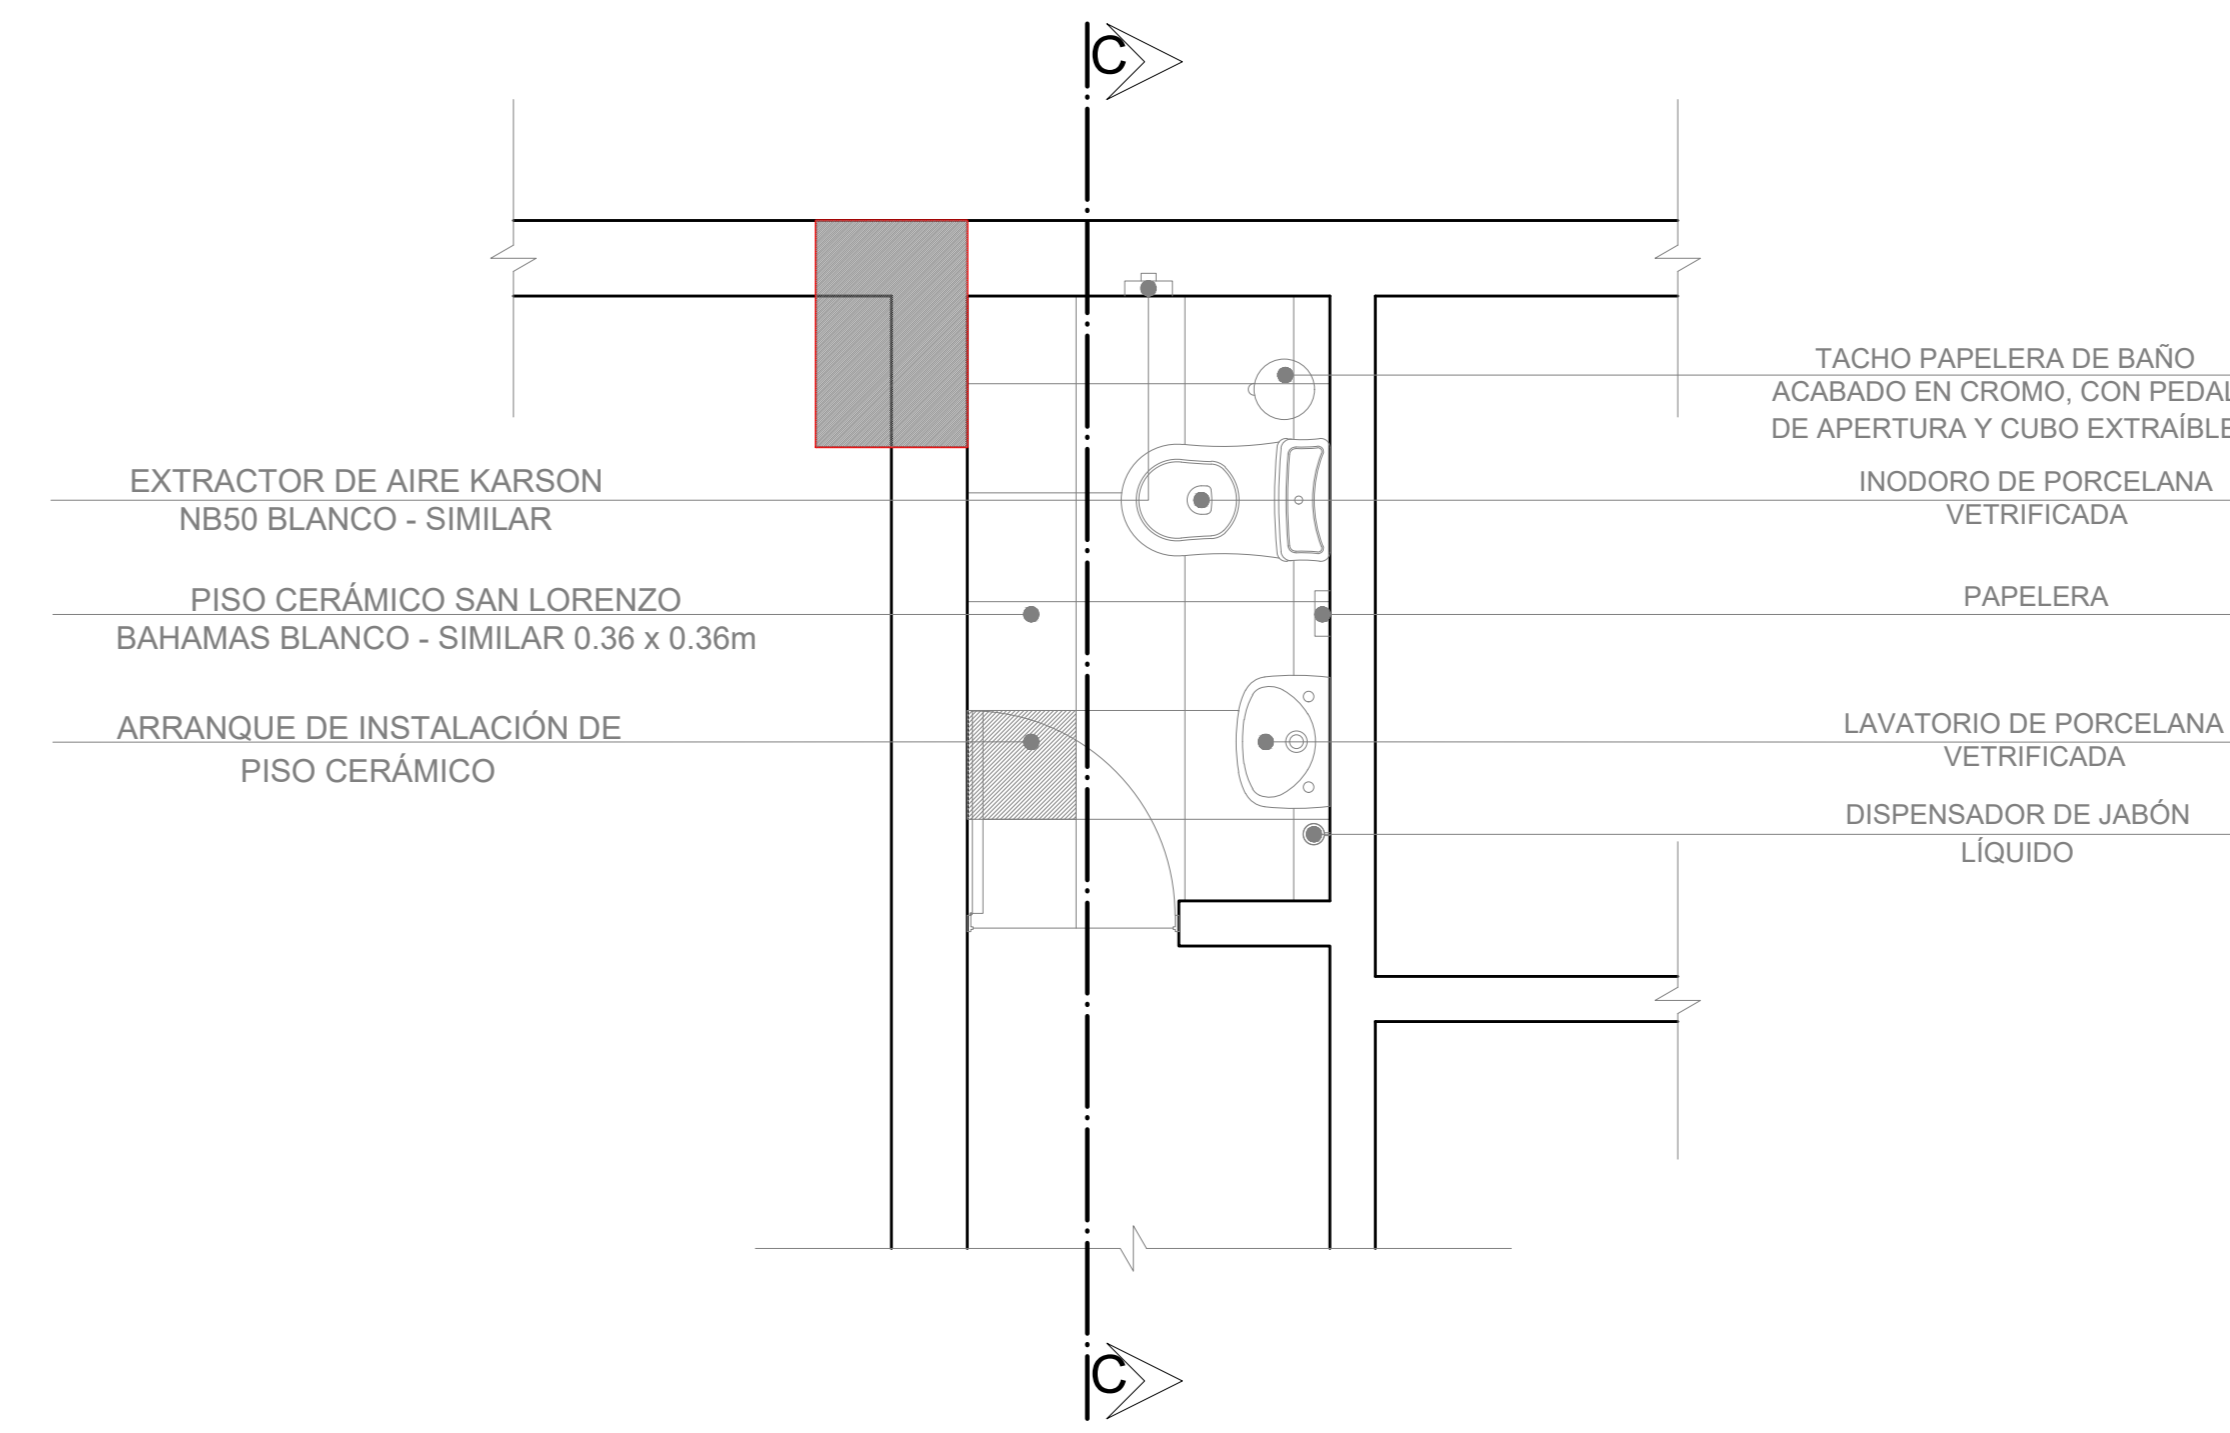 C
TACHO PAPELERA DE BAÑO
ACABADO EN CROMO, CON PEDAL
DE APERTURA Y CUBO EXTRAÍBLE
EXTRACTOR DE AIRE KARSON
NB50 BLANCO - SIMILAR
INODORO DE PORCELANA
VETRIFICADA
PISO CERÁMICO SAN LORENZO
BAHAMAS BLANCO - SIMILAR 0.36 x 0.36m
PAPELERA
ARRANQUE DE INSTALACIÓN DE
PISO CERÁMICO
LAVATORIO DE PORCELANA
VETRIFICADA
DISPENSADOR DE JABÓN
LÍQUIDO
C